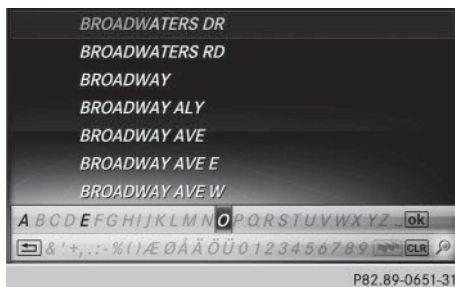 BROADWATERS DR
BROADWATERS RD
BROADWAY
BROADWAY ALY
BROADWAY AVE
BROADWAY AVE E
BROADWAY AVE W
A B C D E F G H I J K L M N O P Q R S T U V W X Y Z _ ok
& ' + , . : - % ( ) Æ Ø Å Ä Ö Ü 0 1 2 3 4 5 6 7 8 9 CLR
P82.89-0651-31